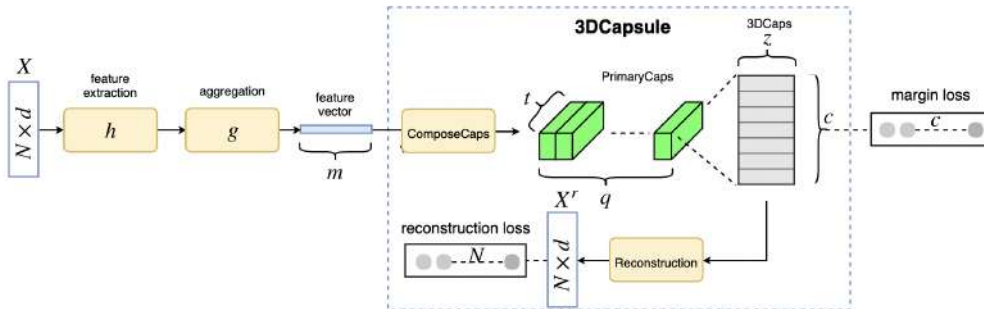 3DCapsule
3DCaps
z
X
feature
extraction
aggregation
feature
vector
PrimaryCaps
t
N × d
h
g
ComposeCaps
c
margin loss
c
m
q
X^r
reconstruction loss
N
N × d
Reconstruction